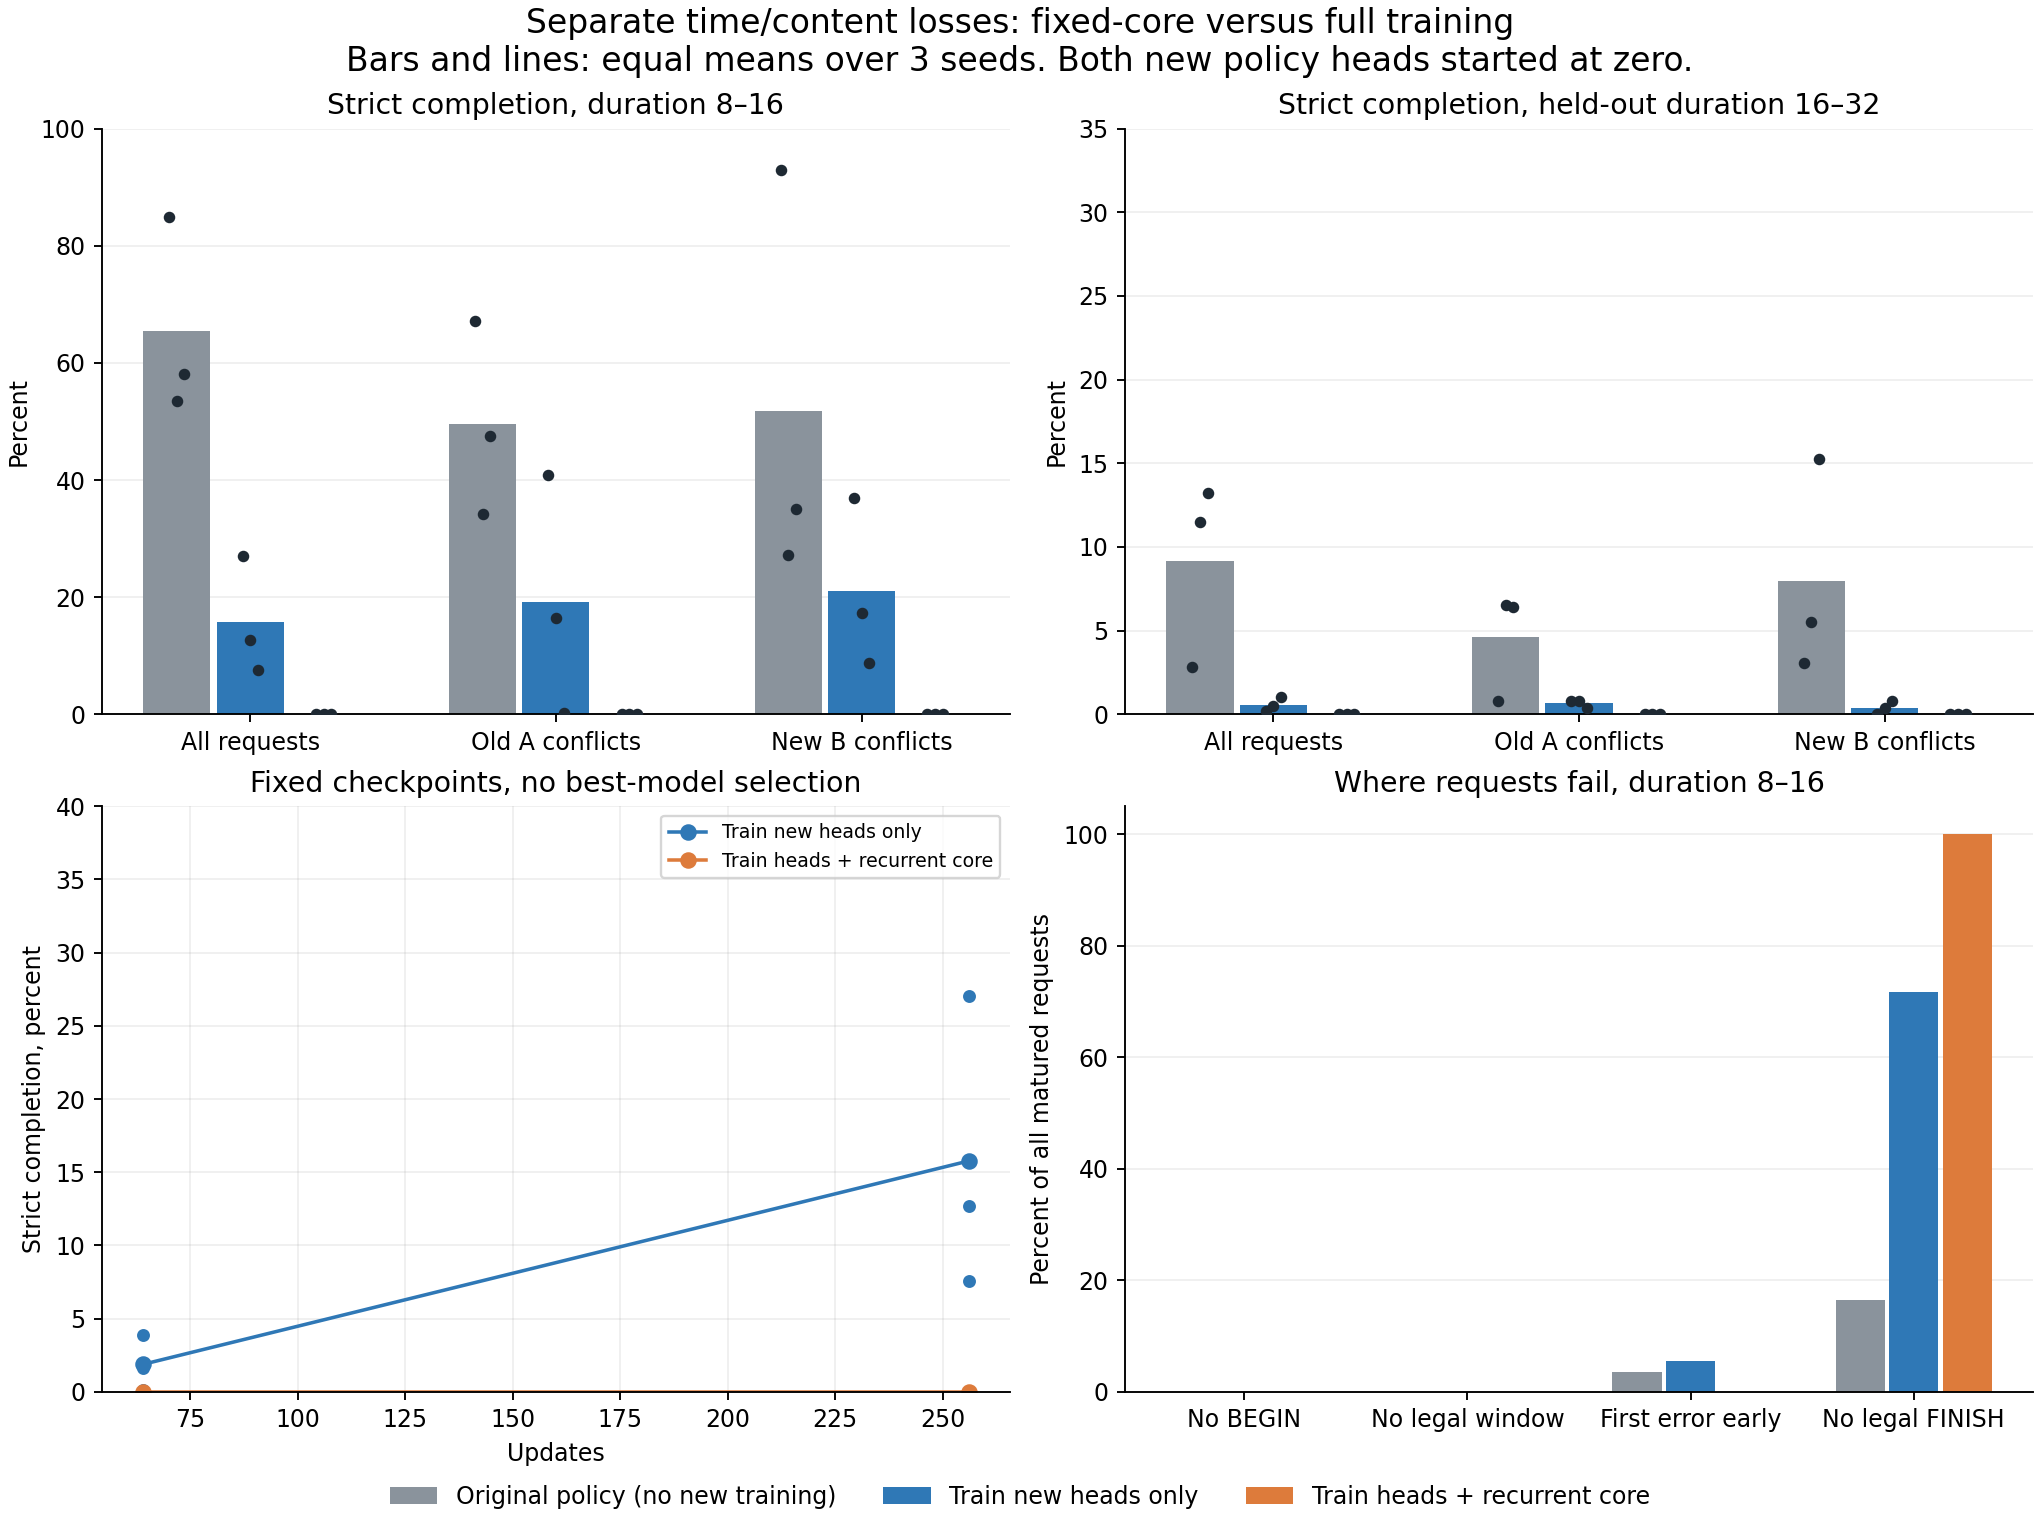 Separate time/content losses: fixed-core versus full training
Bars and lines: equal means over 3 seeds. Both new policy heads started at zero.
Strict completion, duration 8–16
Percent
100
80
60
40
20
0
All requests
Old A conflicts
New B conflicts
Strict completion, held-out duration 16–32
Percent
35
30
25
20
15
10
5
0
All requests
Old A conflicts
New B conflicts
Fixed checkpoints, no best-model selection
Strict completion, percent
40
35
30
25
20
15
10
5
0
Train new heads only
Train heads + recurrent core
75
100
125
150
175
200
225
250
Updates
Where requests fail, duration 8–16
Percent of all matured requests
100
80
60
40
20
0
No BEGIN
No legal window
First error early
No legal FINISH
Original policy (no new training)
Train new heads only
Train heads + recurrent core